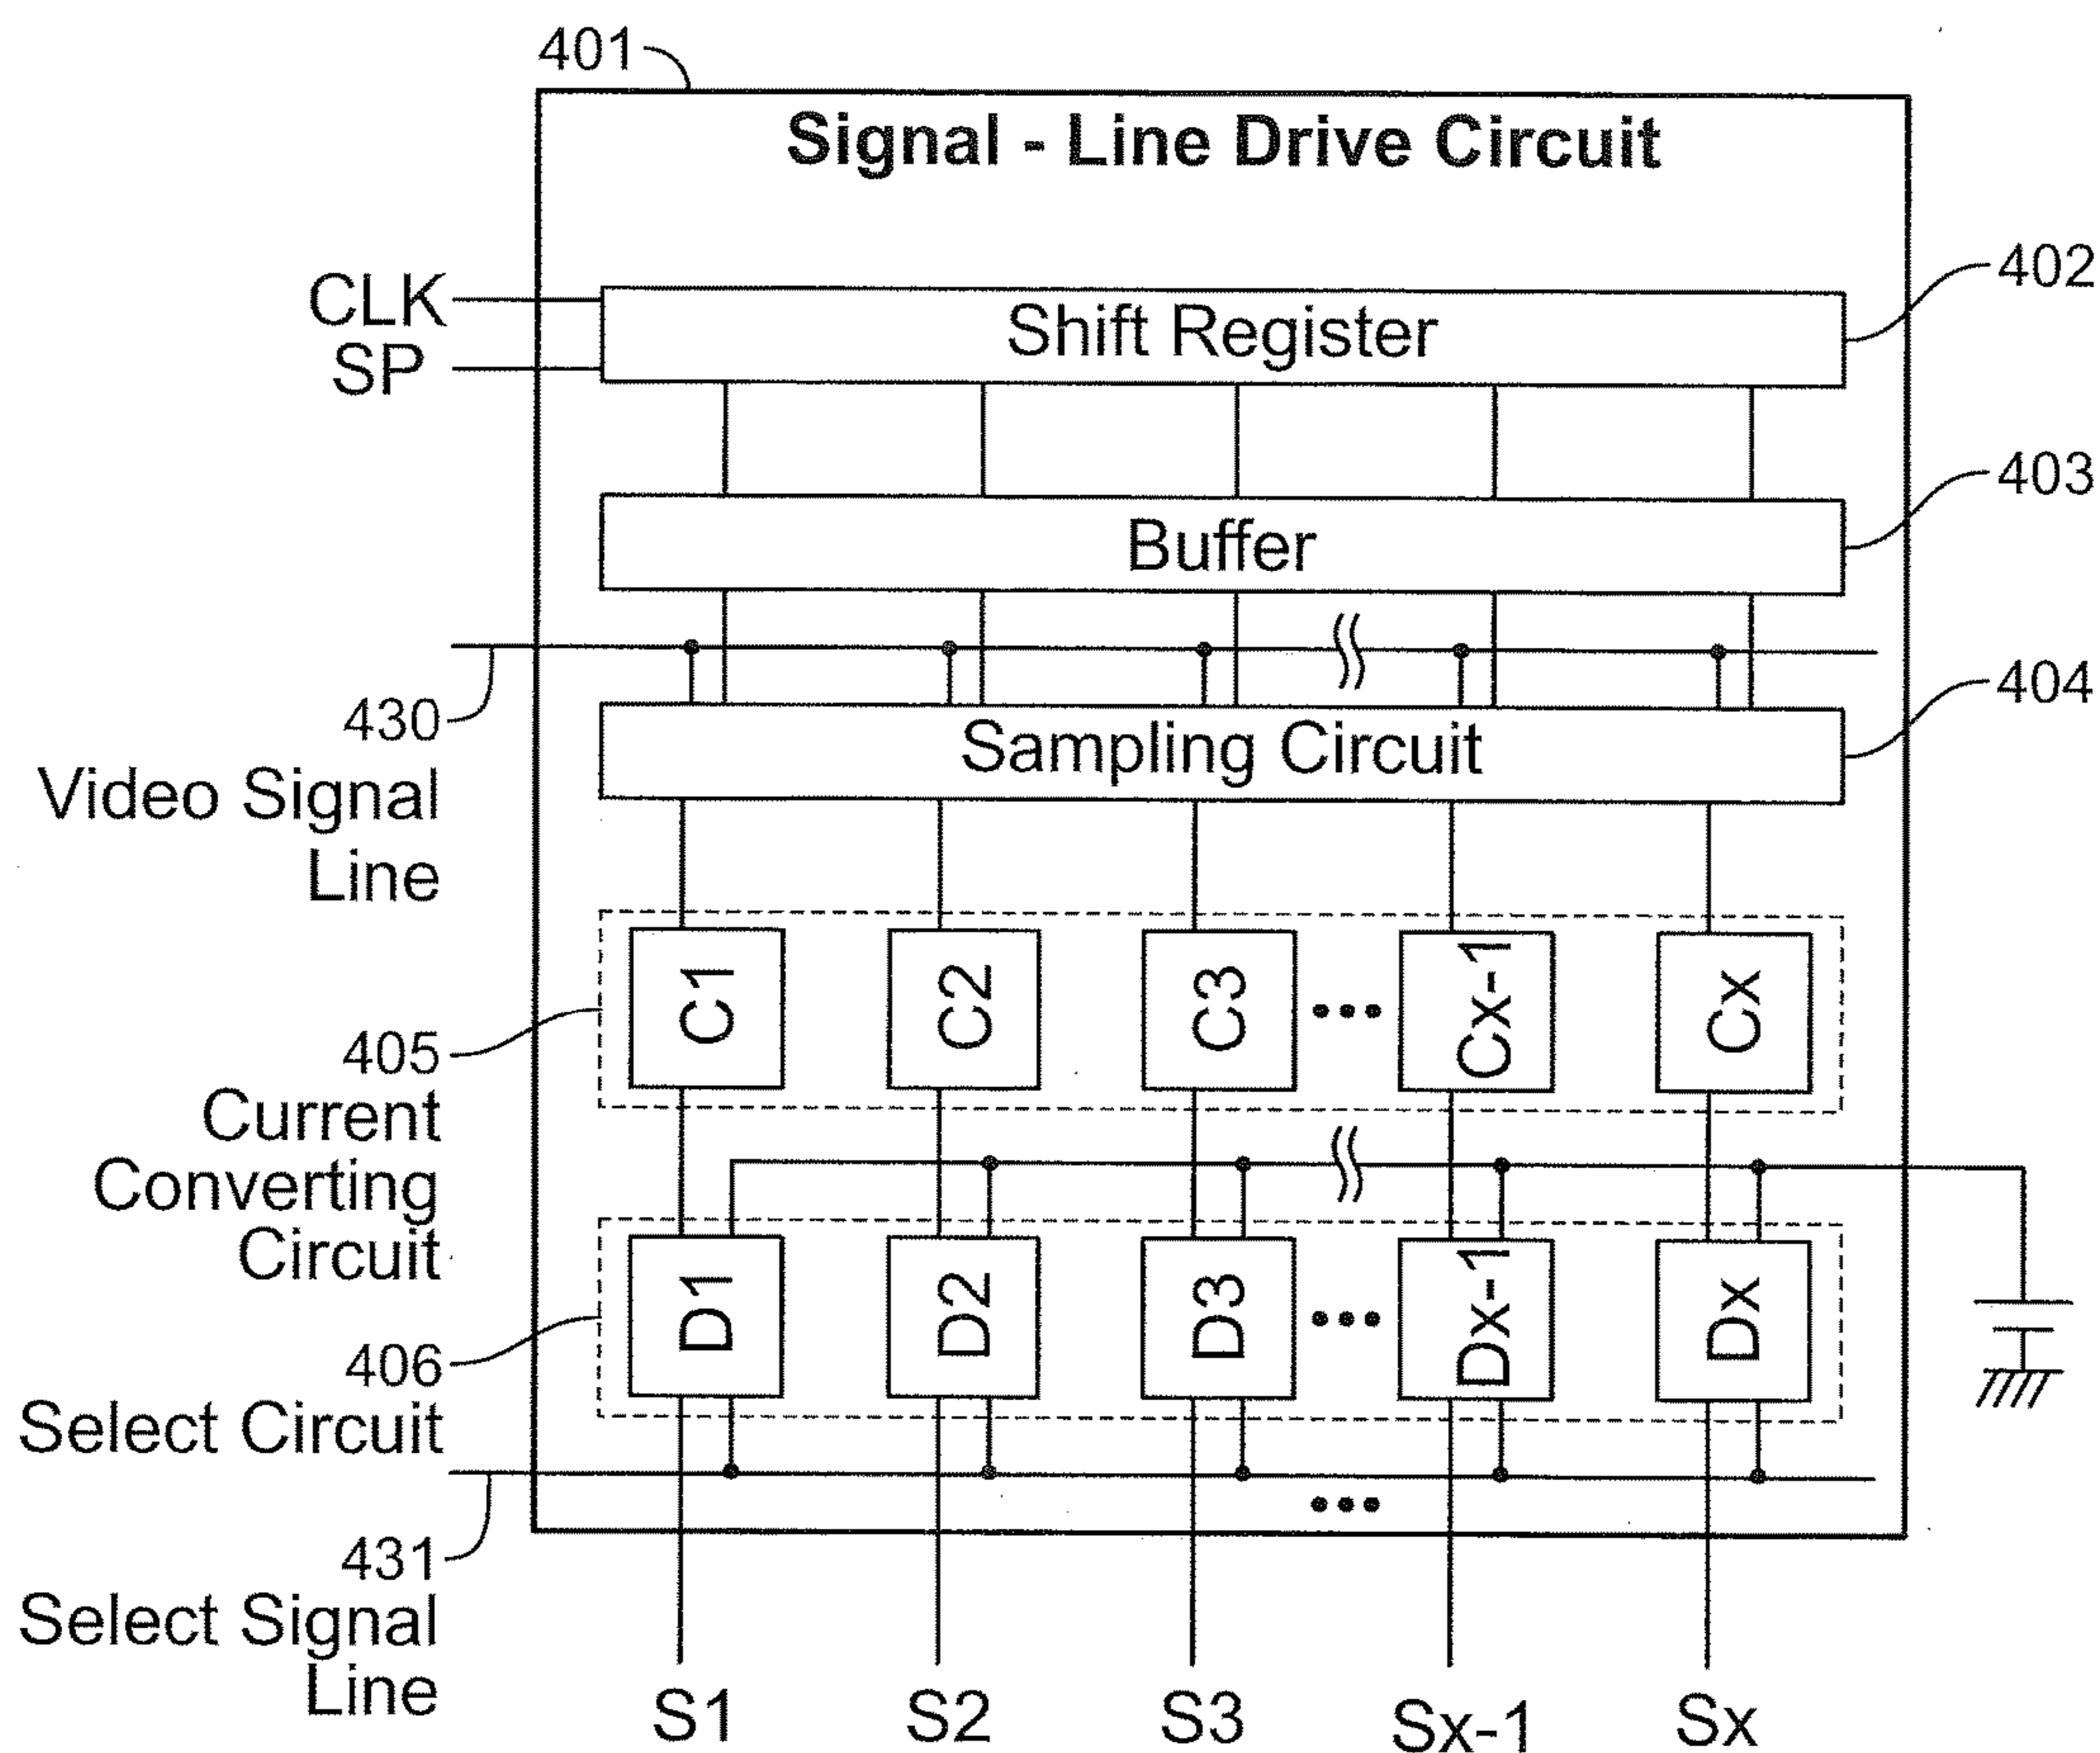 401
Signal - Line Drive Circuit
402
CLK
SP
Shift Register
403
Buffer
404
430
Video Signal
Line
Sampling Circuit
C1
C2
C3
Cx-1
Cx
405
Current
Converting
Circuit
D1
D2
D3
Dx-1
Dx
406
Select Circuit
431
Select Signal
Line
S1
S2
S3
Sx-1
Sx